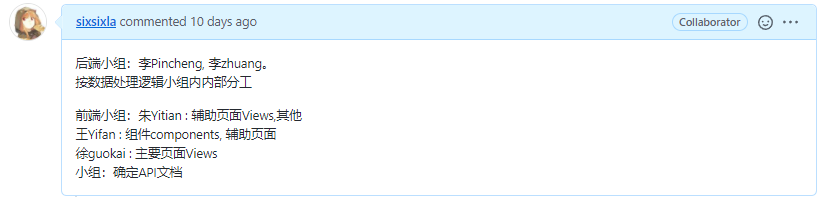 sixsixla commented 10 days ago
Collaborator
后端小组：李Pincheng, 李zhuang。
按数据处理逻辑小组内内部分工
前端小组：朱Yitian : 辅助页面Views,其他
王Yifan : 组件components, 辅助页面
徐guokai : 主要页面Views
小组：确定API文档